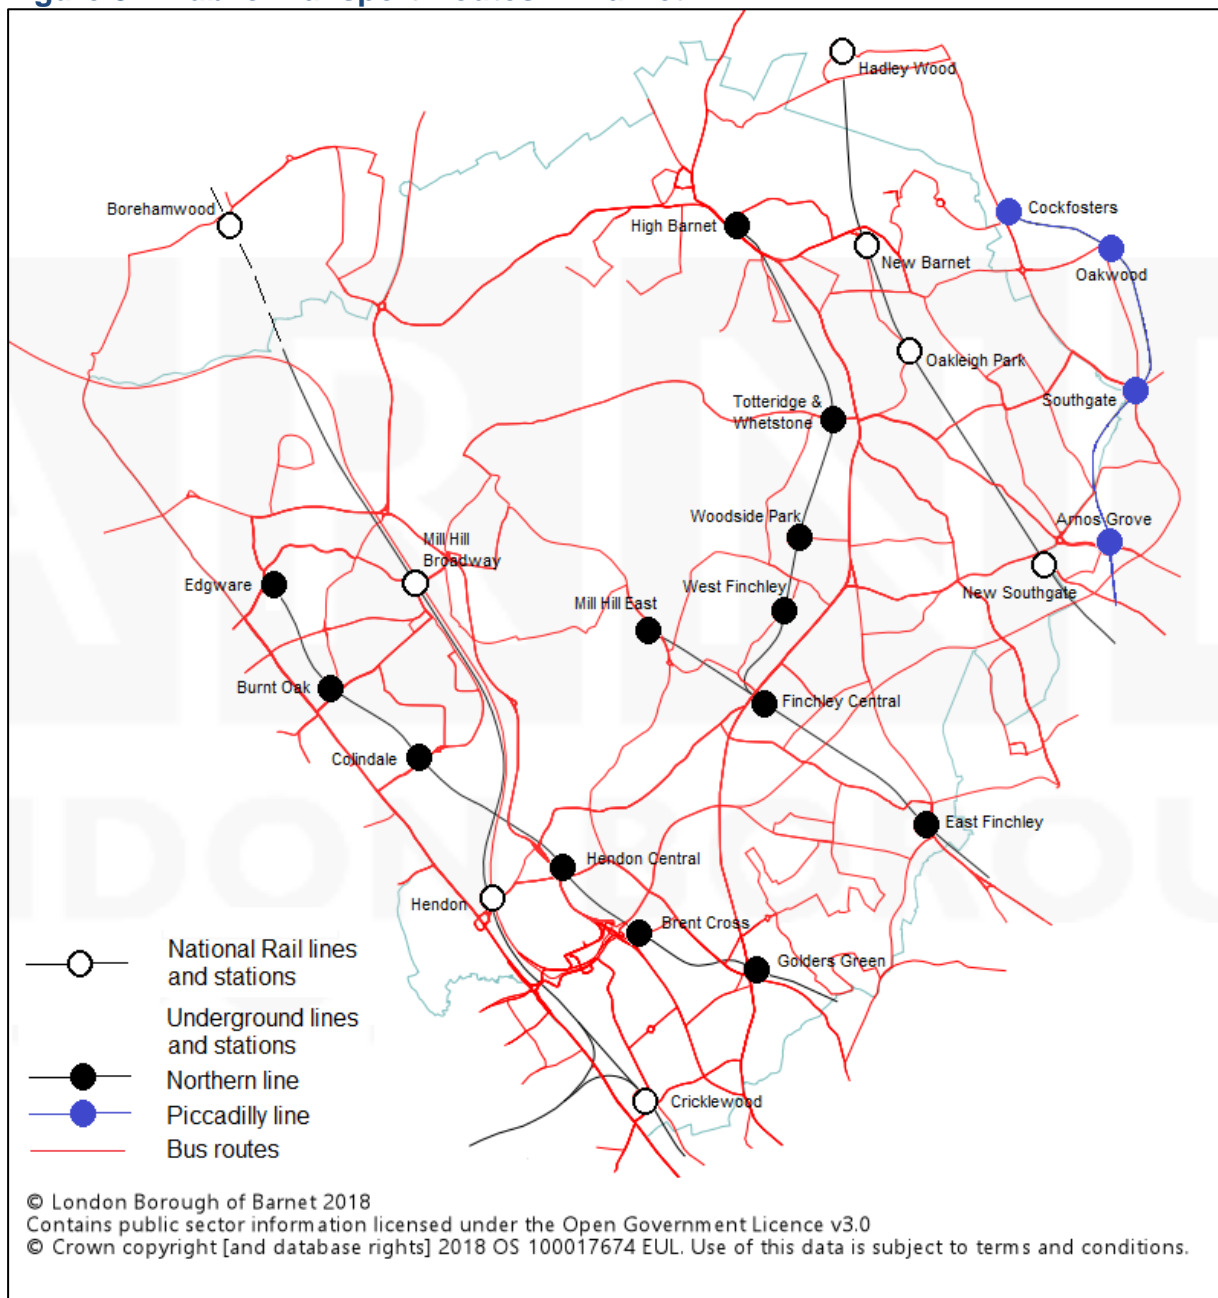 Hadley Wood
Borehamwood
High Barnet
Cockfosters
New Barnet
Oakwood
Oakleigh Park
Totteridge &
Whetstone
Southgate
Woodside Park
Arnos Grove
Mill Hill
Broadway
Edgware
West Finchley
New Southgate
Mill Hill East
Burnt Oak
Finchley Central
Colindale
East Finchley
Hendon Central
Hendon
Brent Cross
Golders Green
Cricklewood
National Rail lines
and stations
Underground lines
and stations
Northern line
Piccadilly line
Bus routes
© London Borough of Barnet 2018
Contains public sector information licensed under the Open Government Licence v3.0
© Crown copyright [and database rights] 2018 OS 100017674 EUL. Use of this data is subject to terms and conditions.